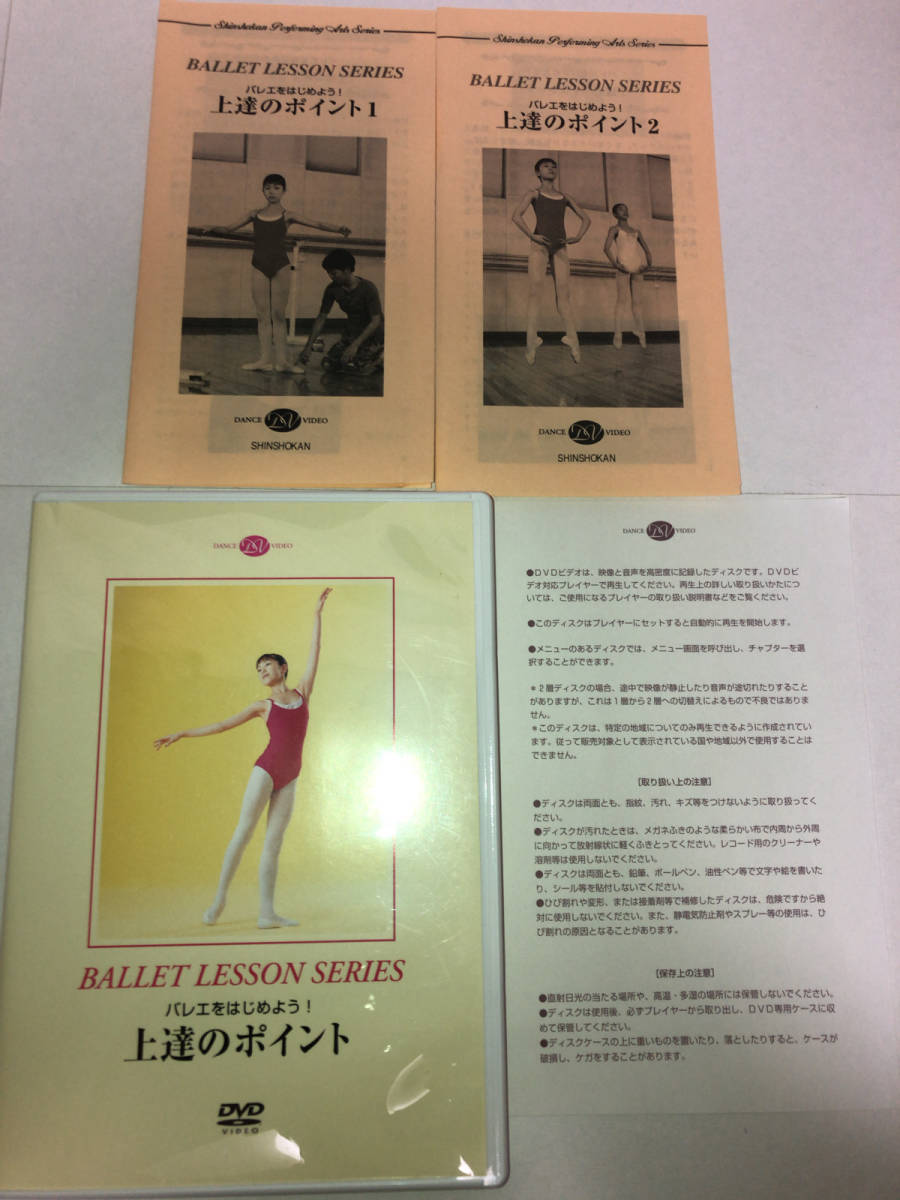 Shinshokan Performing Arts Series
BALLET LESSON SERIES
バレエをはじめよう!
上達のポイント1
DANCE DV VIDEO
SHINSHOKAN
Shinshokan Performing Arts Series
BALLET LESSON SERIES
バレエをはじめよう!
上達のポイント2
DANCE DV VIDEO
SHINSHOKAN
DANCE DV VIDEO
BALLET LESSON SERIES
バレエをはじめよう!
上達のポイント
DVD
VIDEO
DANCE DV VIDEO
●DVDビデオは、映像と音声を高密度に記録したディスクです。DVDビ
デオ対応プレイヤーで再生してください。再生上の詳しい取り扱いかたにつ
いては、ご使用になるプレイヤーの取り扱い説明書などをご覧ください。
●このディスクはプレイヤーにセットすると自動的に再生を開始します。
●メニューのあるディスクでは、メニュー画面を呼び出し、チャプターを選
択することができます。
*2層ディスクの場合、途中で映像が静止したり音声が途切れたりすること
がありますが、これは1層から2層への切替えによるもので不良ではありま
せん。
*このディスクは、特定の地域についてのみ再生できるように作成されてい
ます。従って販売対象として表示されている国や地域以外で使用することは
できません。
[取り扱い上の注意]
●ディスクは両面とも、指紋、汚れ、キズ等をつけないように取り扱ってく
ださい。
●ディスクが汚れたときは、メガネふきのような柔らかい布で内周から外周
に向かって放射線状に軽くふきとってください。レコード用のクリーナーや
溶剤等は使用しないでください。
●ディスクは両面とも、鉛筆、ボールペン、油性ペン等で文字や絵を書いた
り、シール等を貼付しないでください。
●ひび割れや変形、または接着剤等で補修したディスクは、危険ですから絶
対に使用しないでください。また、静電気防止剤やスプレー等の使用は、ひ
び割れの原因となることがあります。
[保存上の注意]
●直射日光の当たる場所や、高温・多湿の場所には保管しないでください。
●ディスクは使用後、必ずプレイヤーから取り出し、DVD専用ケースに収
めて保管してください。
●ディスクケースの上に重いものを置いたり、落としたりすると、ケースが
破損し、ケガをすることがあります。